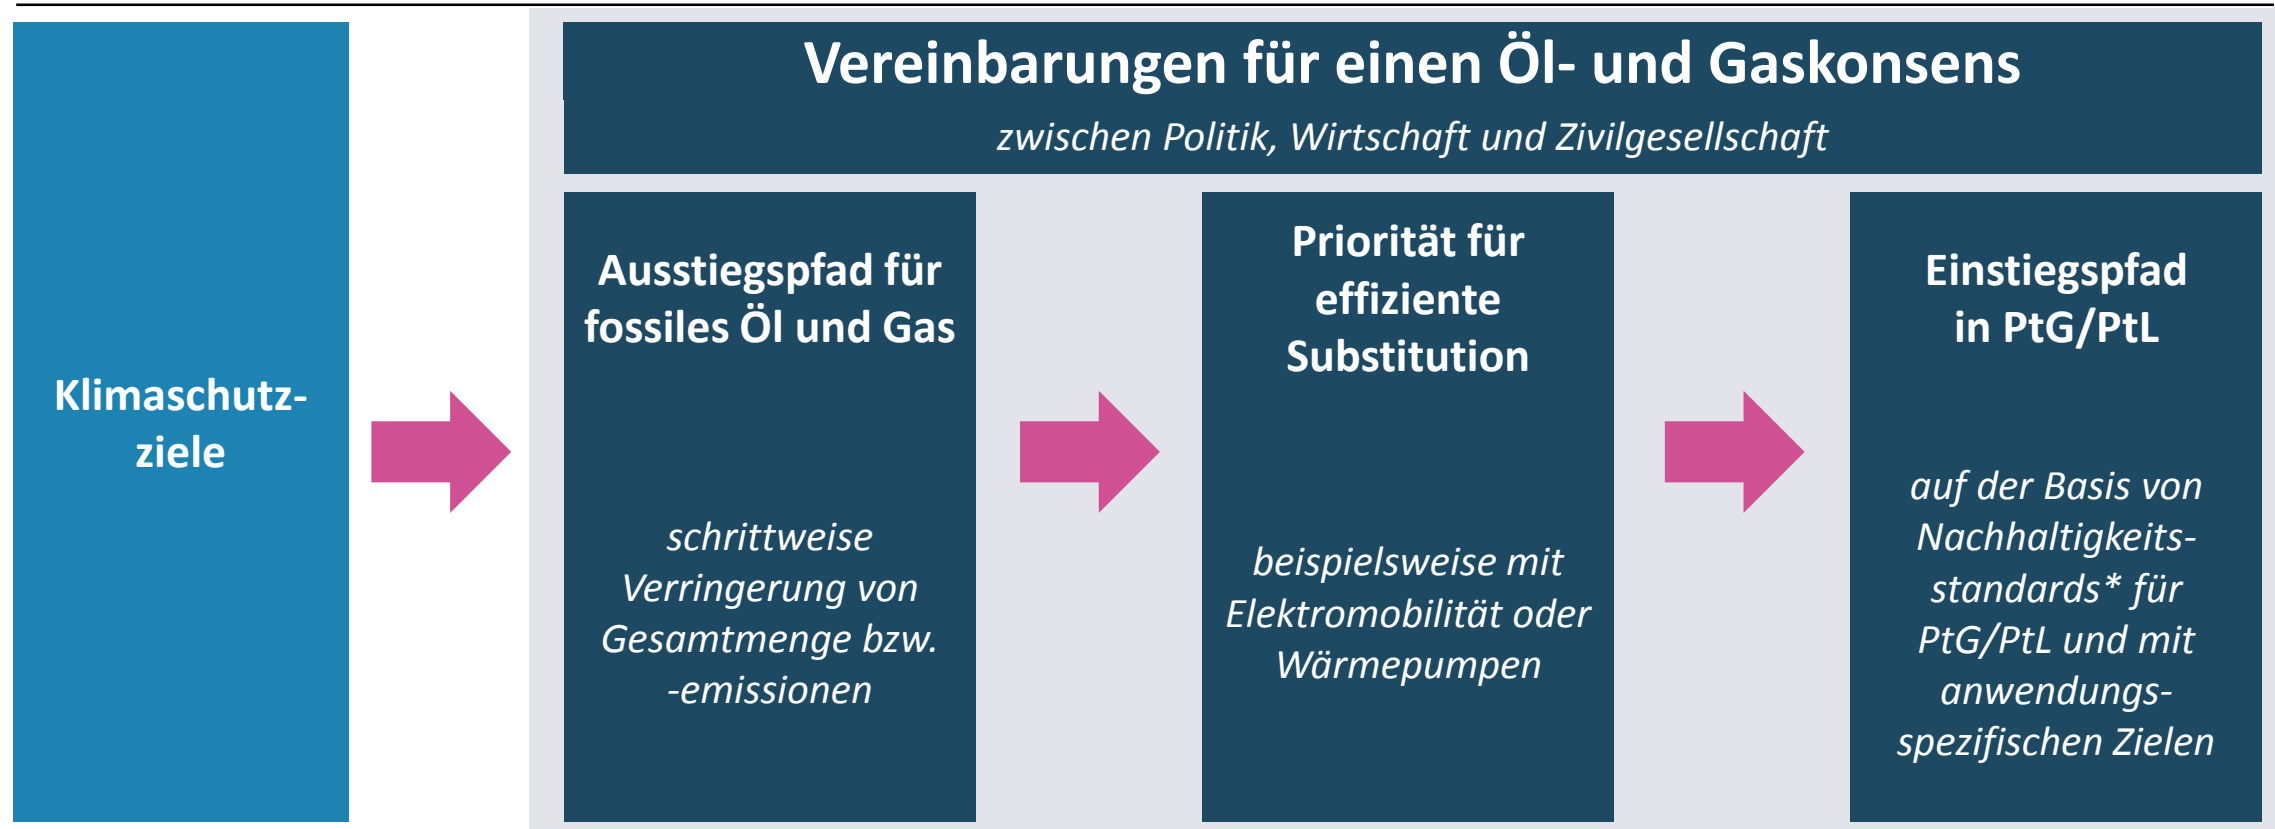 Vereinbarungen für einen Öl- und Gaskonsens
zwischen Politik, Wirtschaft und Zivilgesellschaft
Klimaschutz-
ziele
Ausstiegspfad für
fossiles Öl und Gas
schrittweise
Verringerung von
Gesamtmenge bzw.
-emissionen
Priorität für
effiziente
Substitution
beispielsweise mit
Elektromobilität oder
Wärmepumpen
Einstiegspfad
in PtG/PtL
auf der Basis von
Nachhaltigkeits-
standards* für
PtG/PtL und mit
anwendungs-
spezifischen Zielen